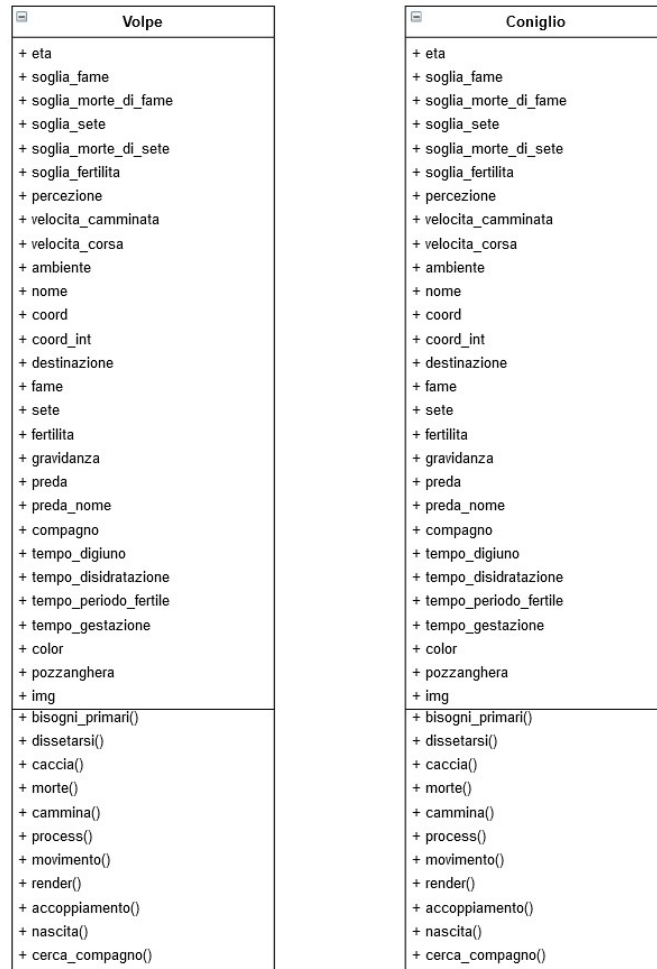 Volpe
+ eta
+ soglia_fame
+ soglia_morte_di_fame
+ soglia_sete
+ soglia_morte_di_sete
+ soglia_fertilita
+ percezione
+ velocita_camminata
+ velocita_corsa
+ ambiente
+ nome
+ coord
+ coord_int
+ destinazione
+ fame
+ sete
+ fertilita
+ gravidanza
+ preda
+ preda_nome
+ compagno
+ tempo_digiuno
+ tempo_disidratazione
+ tempo_periodo_fertile
+ tempo_gestazione
+ color
+ pozzanghera
+ img
+ bisogni_primari()
+ dissetarsi()
+ caccia()
+ morte()
+ cammina()
+ process()
+ movimento()
+ render()
+ accoppiamento()
+ nascita()
+ cerca_compagno()
Coniglio
+ eta
+ soglia_fame
+ soglia_morte_di_fame
+ soglia_sete
+ soglia_morte_di_sete
+ soglia_fertilita
+ percezione
+ velocita_camminata
+ velocita_corsa
+ ambiente
+ nome
+ coord
+ coord_int
+ destinazione
+ fame
+ sete
+ fertilita
+ gravidanza
+ preda
+ preda_nome
+ compagno
+ tempo_digiuno
+ tempo_disidratazione
+ tempo_periodo_fertile
+ tempo_gestazione
+ color
+ pozzanghera
+ img
+ bisogni_primari()
+ dissetarsi()
+ caccia()
+ morte()
+ cammina()
+ process()
+ movimento()
+ render()
+ accoppiamento()
+ nascita()
+ cerca_compagno()